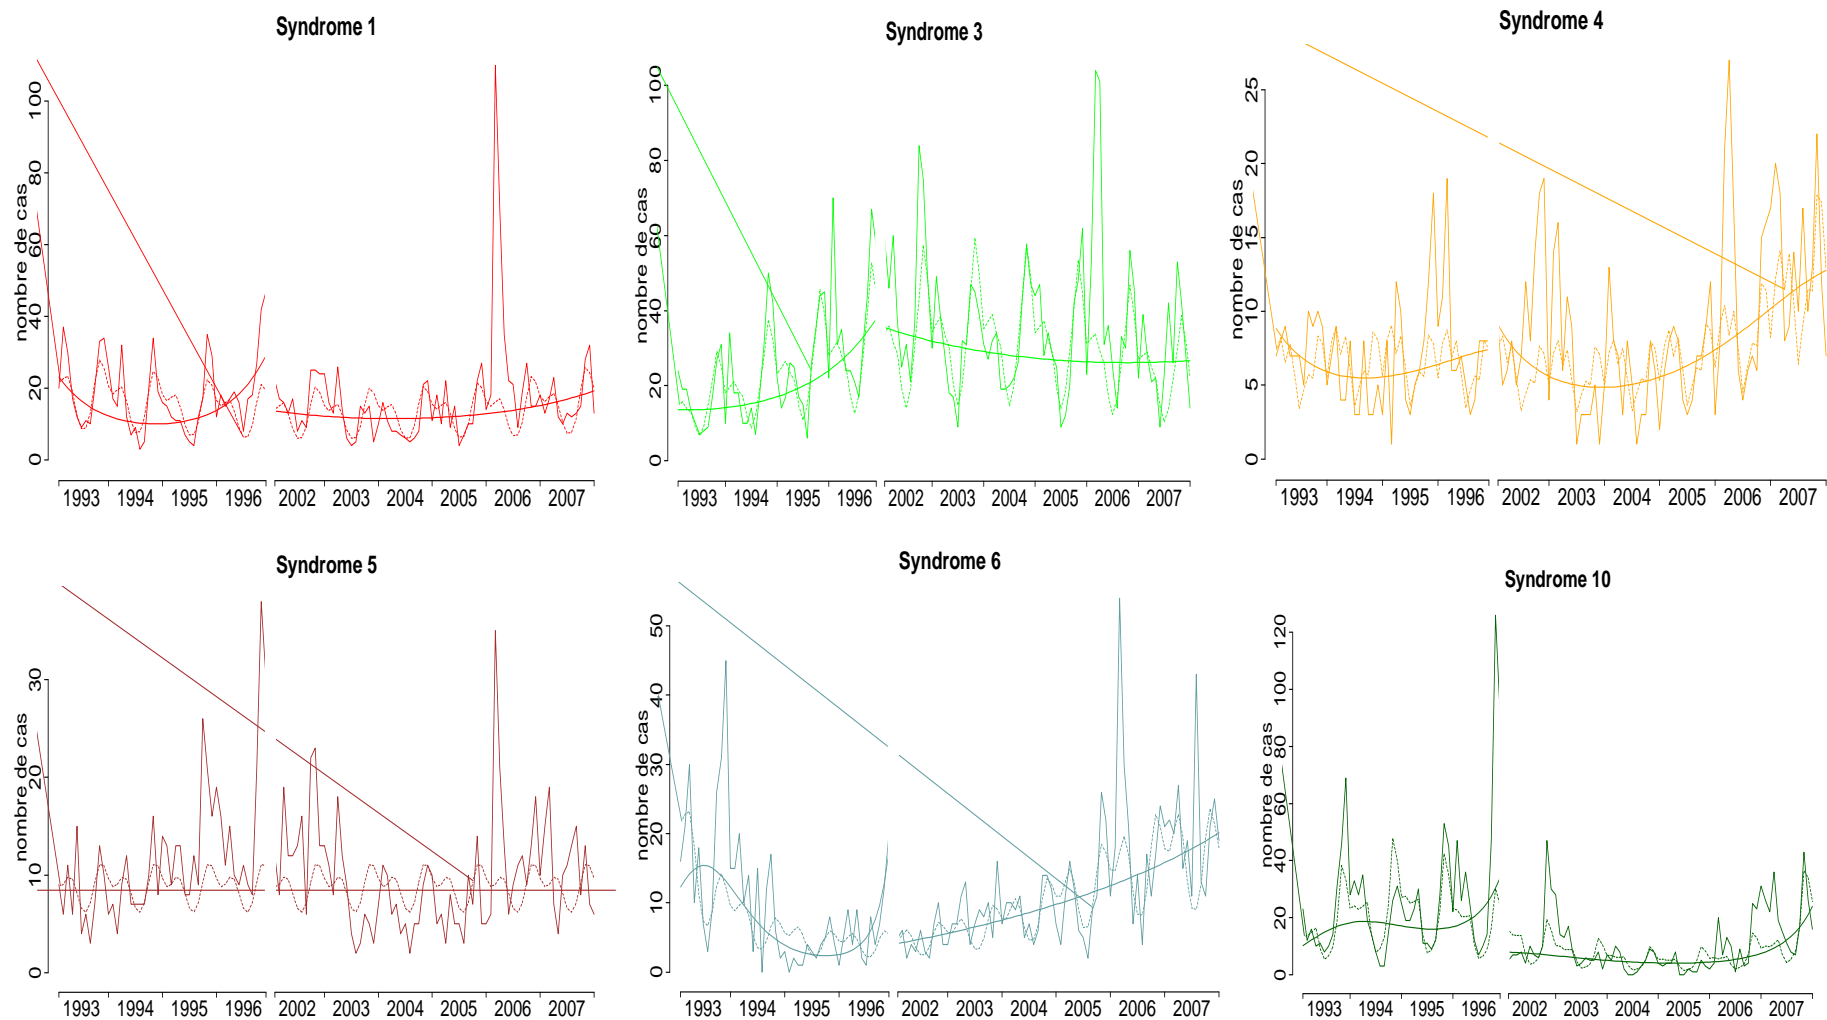 Syndrome 1
nombre de cas
0 20 40 60 80 100
1993 1994 1995 1996 2002 2003 2004 2005 2006 2007
Syndrome 3
nombre de cas
0 20 40 60 80 100
1993 1994 1995 1996 2002 2003 2004 2005 2006 2007
Syndrome 4
nombre de cas
0 5 10 15 20 25
1993 1994 1995 1996 2002 2003 2004 2005 2006 2007
Syndrome 5
nombre de cas
0 10 20 30
1993 1994 1995 1996 2002 2003 2004 2005 2006 2007
Syndrome 6
nombre de cas
0 10 20 30 40 50
1993 1994 1995 1996 2002 2003 2004 2005 2006 2007
Syndrome 10
nombre de cas
0 20 40 60 80 100 120
1993 1994 1995 1996 2002 2003 2004 2005 2006 2007